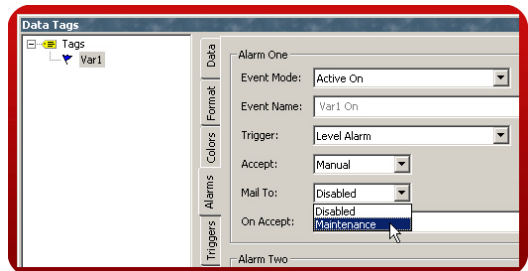 Data Tags
Tags
Var1
Data
Format
Colors
Alarms
Triggers
Alarm One
Event Mode: Active On
Event Name: Var1 On
Trigger: Level Alarm
Accept: Manual
Mail To: Disabled
Disabled
Maintenance
On Accept:
Alarm Two